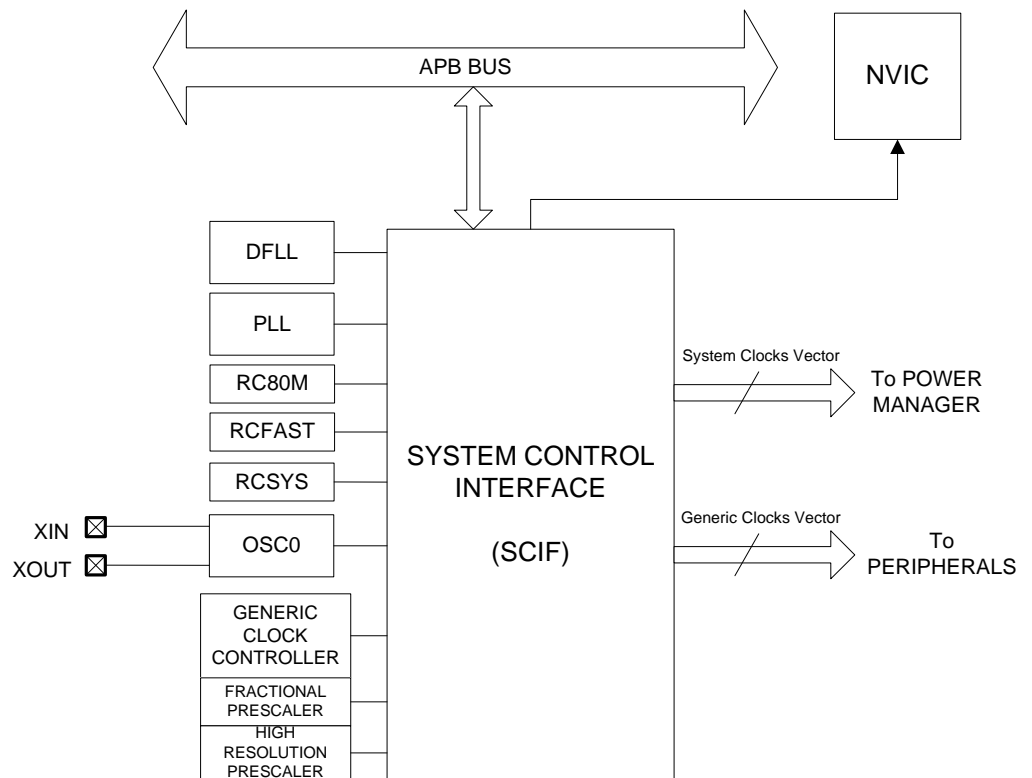 APB BUS
NVIC
DFLL
PLL
RC80M
RCFAST
RCSYS
XIN
XOUT
OSC0
GENERIC
CLOCK
CONTROLLER
FRACTIONAL
PRESCALER
HIGH
RESOLUTION
PRESCALER
SYSTEM CONTROL
INTERFACE
(SCIF)
System Clocks Vector
To POWER
MANAGER
Generic Clocks Vector
To
PERIPHERALS